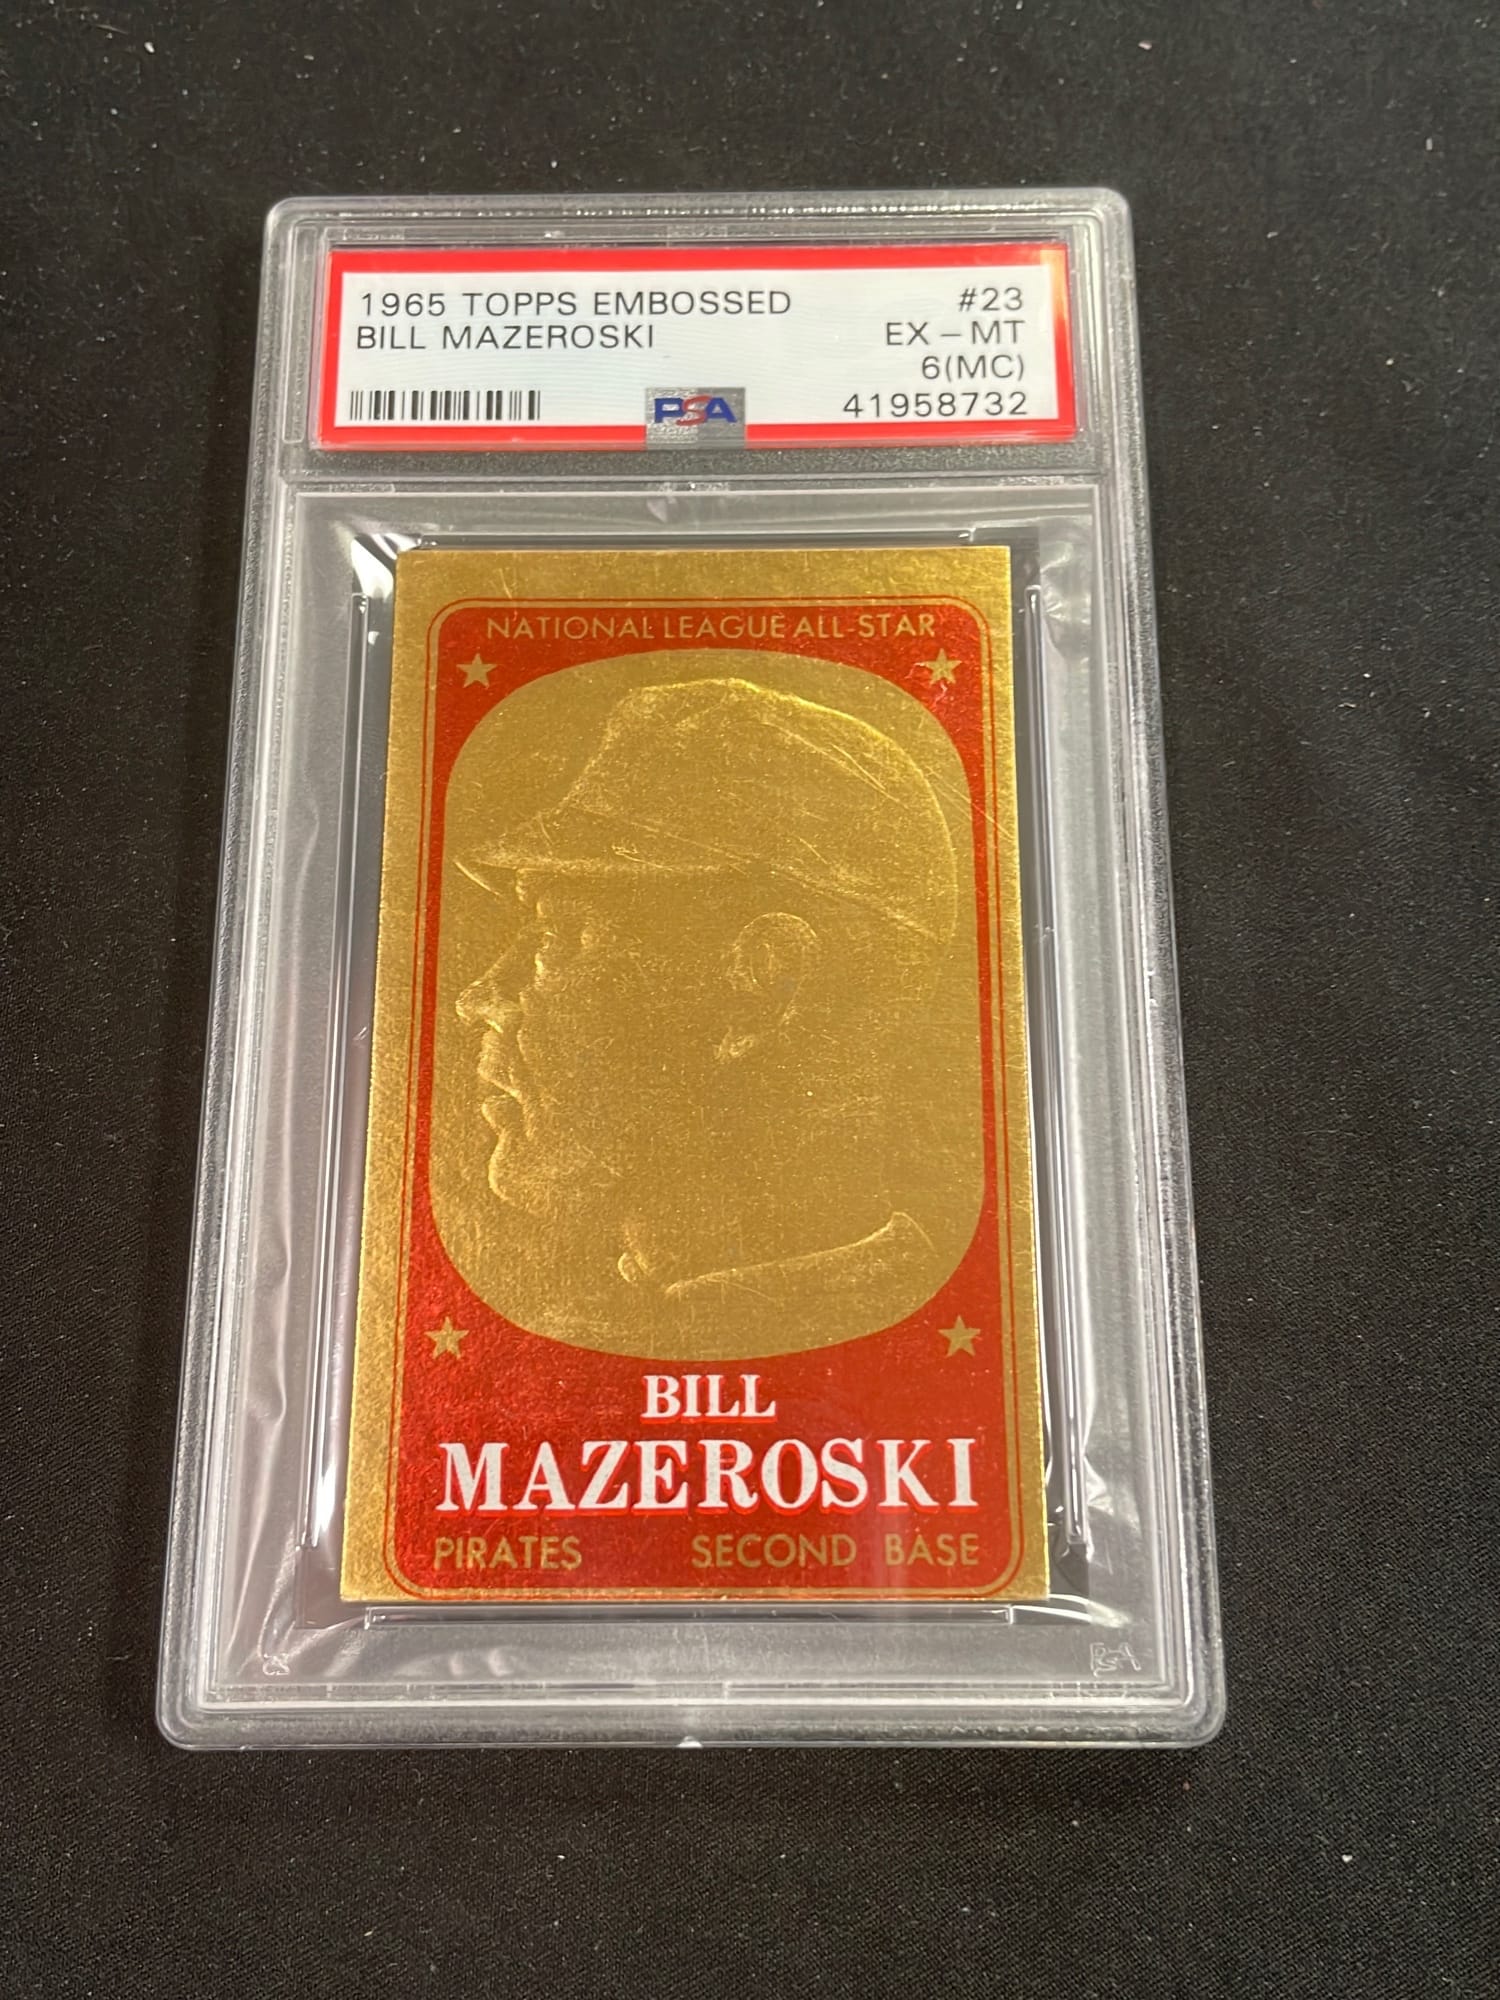 1965 TOPPS EMBOSSED #23
BILL MAZEROSKI EX - MT
6(MC)
PSA 41958732
NATIONAL LEAGUE ALL-STAR
BILL
MAZEROSKI
PIRATES SECOND BASE
PSA